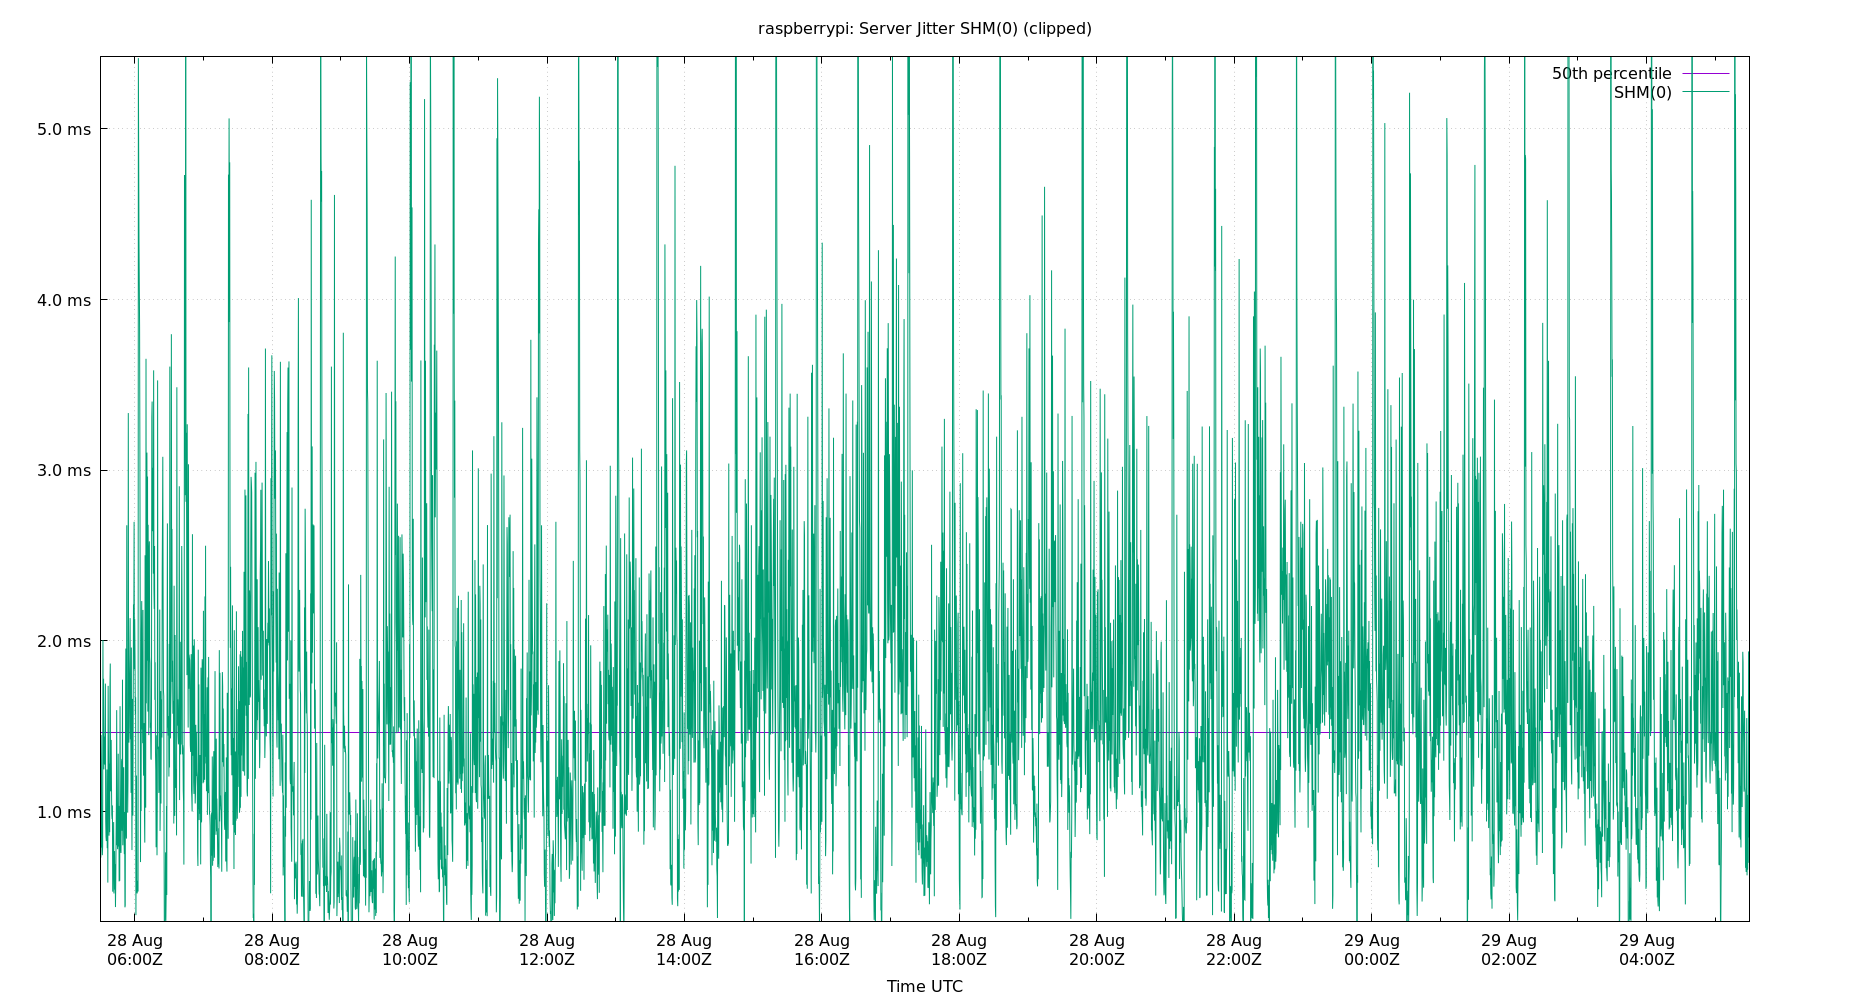 raspberrypi: Server Jitter SHM(0) (clipped)
50th percentile
SHM(0)
5.0 ms
4.0 ms
3.0 ms
2.0 ms
1.0 ms
28 Aug 28 Aug 28 Aug 28 Aug 28 Aug 28 Aug 28 Aug 28 Aug 28 Aug 29 Aug 29 Aug 29 Aug
06:00Z 08:00Z 10:00Z 12:00Z 14:00Z 16:00Z 18:00Z 20:00Z 22:00Z 00:00Z 02:00Z 04:00Z
Time UTC